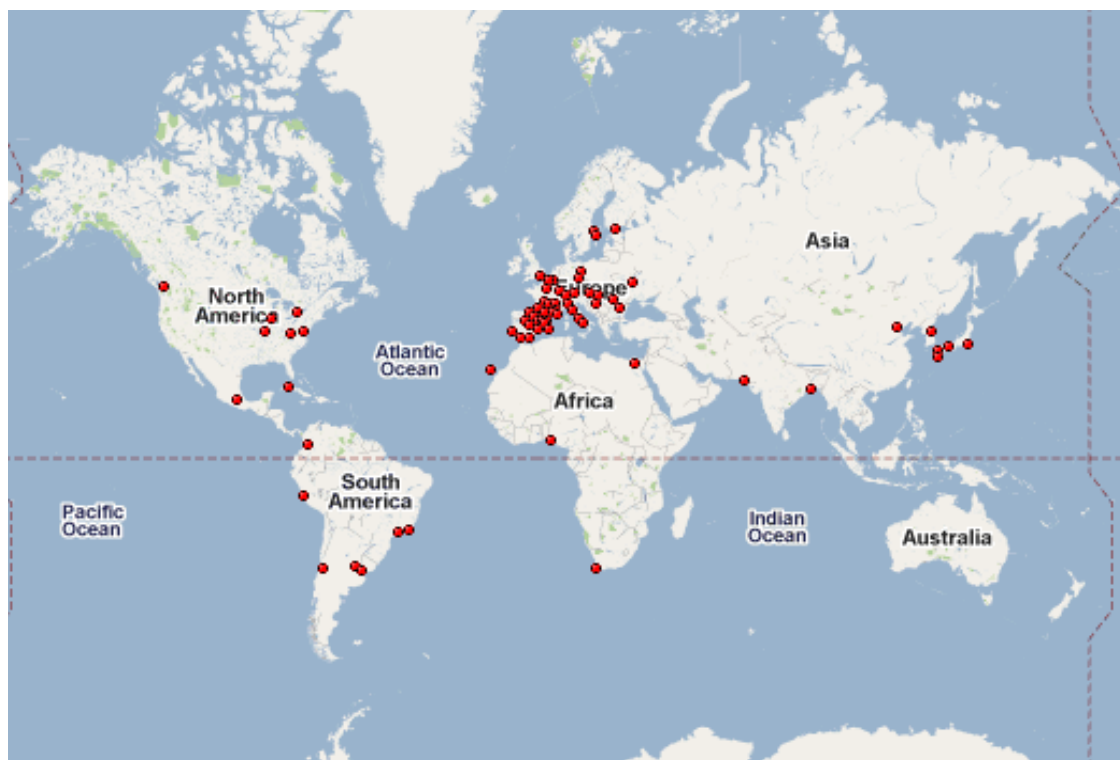 Asia
Europe
North
America
Atlantic
Ocean
Africa
South
America
Pacific
Ocean
Indian
Ocean
Australia